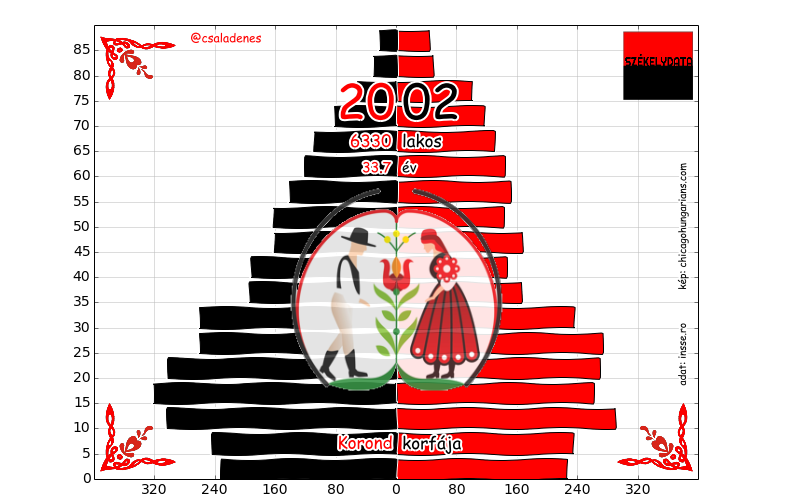 @csaladenes
SZÉKELYDATA
2002
6330 lakos
33.7 év
kép: chicagohungarians.com
adat: insse.ro
Korond korfája
85
80
75
70
65
60
55
50
45
40
35
30
25
20
15
10
5
0
320 240 160 80 0 80 160 240 320